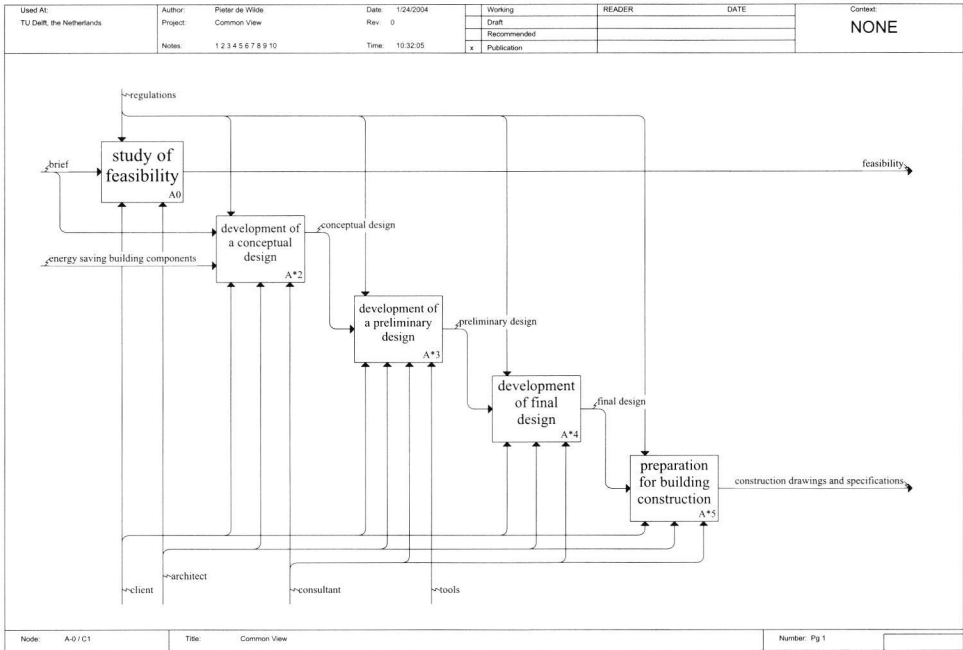 Used At:
TU Delft, the Netherlands
Author: Pieter de Wilde
Project: Common View
Notes: 1 2 3 4 5 6 7 8 9 10
Date: 1/24/2004
Rev: 0
Time: 10:32:05
Working
Draft
Recommended
x Publication
READER DATE
Context:
NONE
regulations
brief
study of
feasibility
A0
feasibility
energy saving building components
development of
a conceptual
design
A*2
conceptual design
development of
a preliminary
design
A*3
preliminary design
development
of final
design
A*4
final design
preparation
for building
construction
A*5
construction drawings and specifications
client
architect
consultant
tools
Node: A-0 / C1
Title: Common View
Number: Pg 1